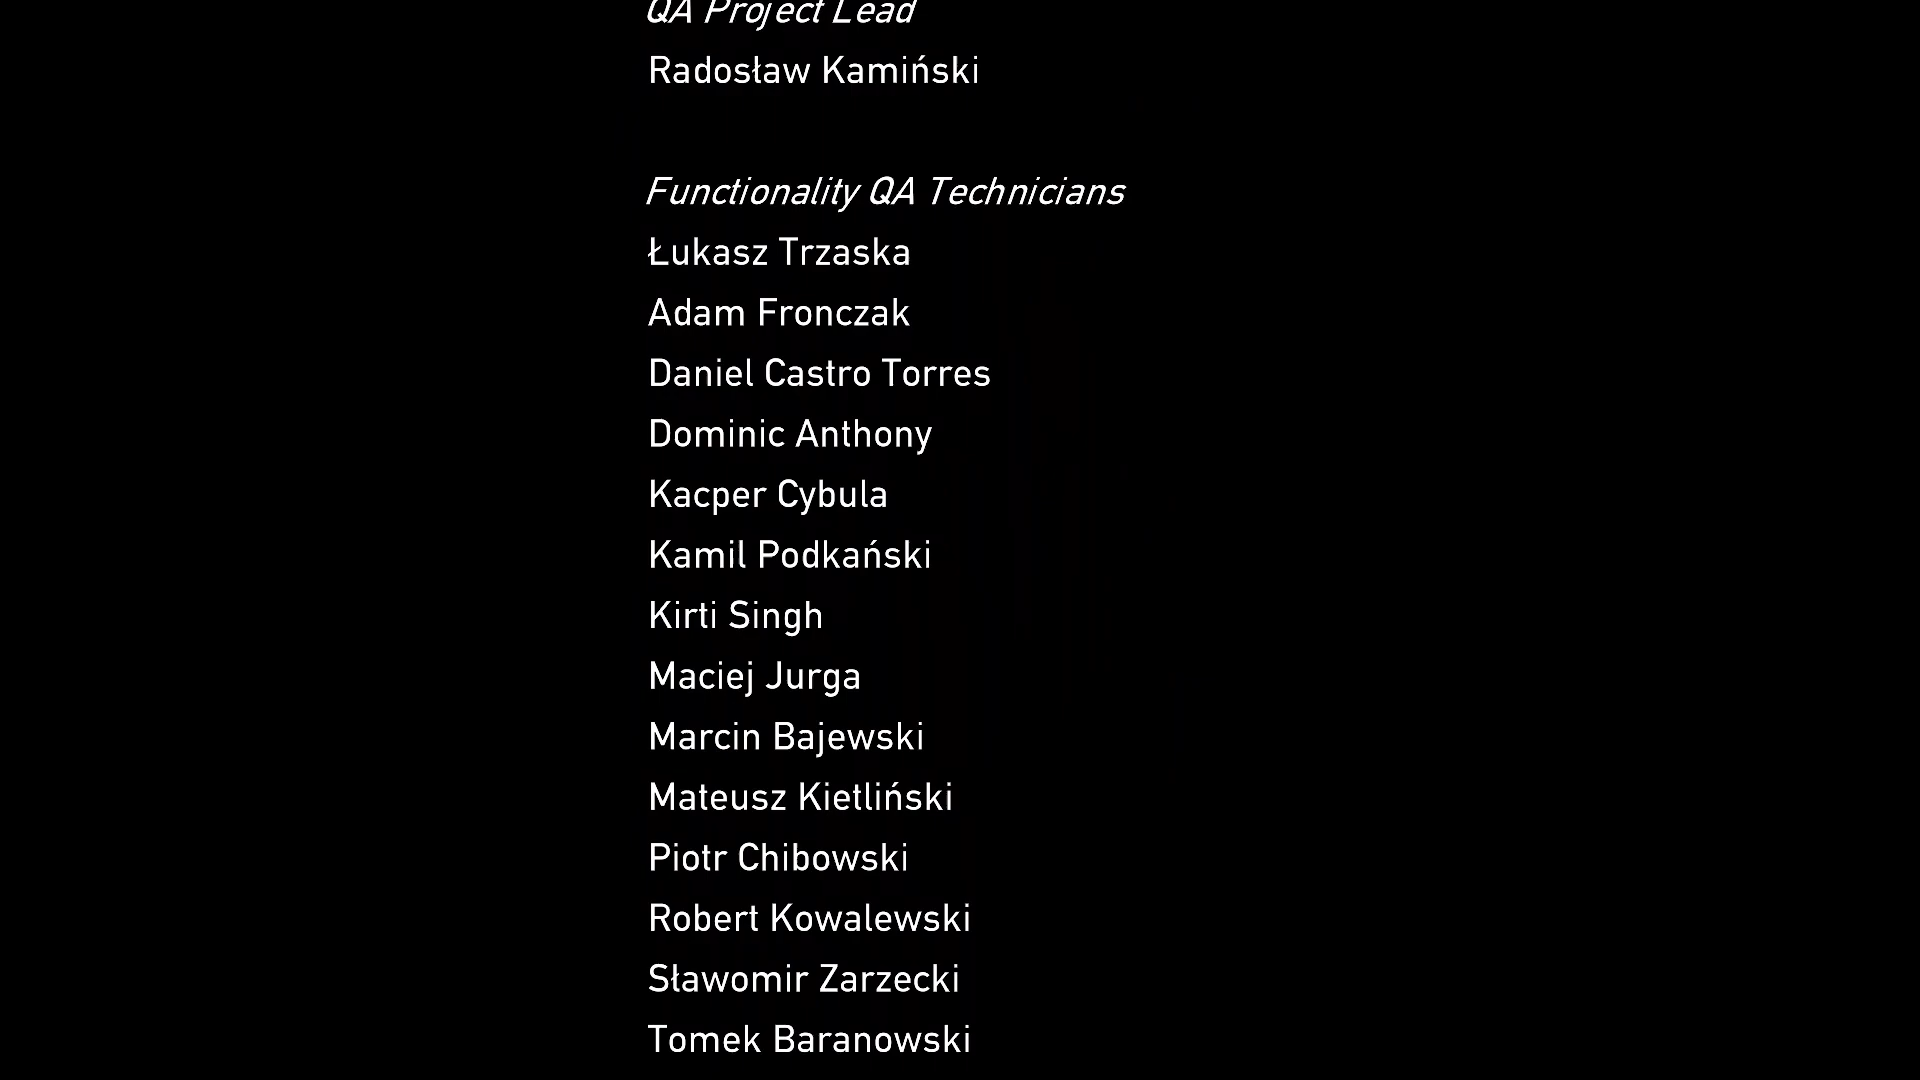 QA Project Lead
Radosław Kamiński
Functionality QA Technicians
Łukasz Trzaska
Adam Fronczak
Daniel Castro Torres
Dominic Anthony
Kacper Cybula
Kamil Podkański
Kirti Singh
Maciej Jurga
Marcin Bajewski
Mateusz Kietliński
Piotr Chibowski
Robert Kowalewski
Sławomir Zarzecki
Tomek Baranowski